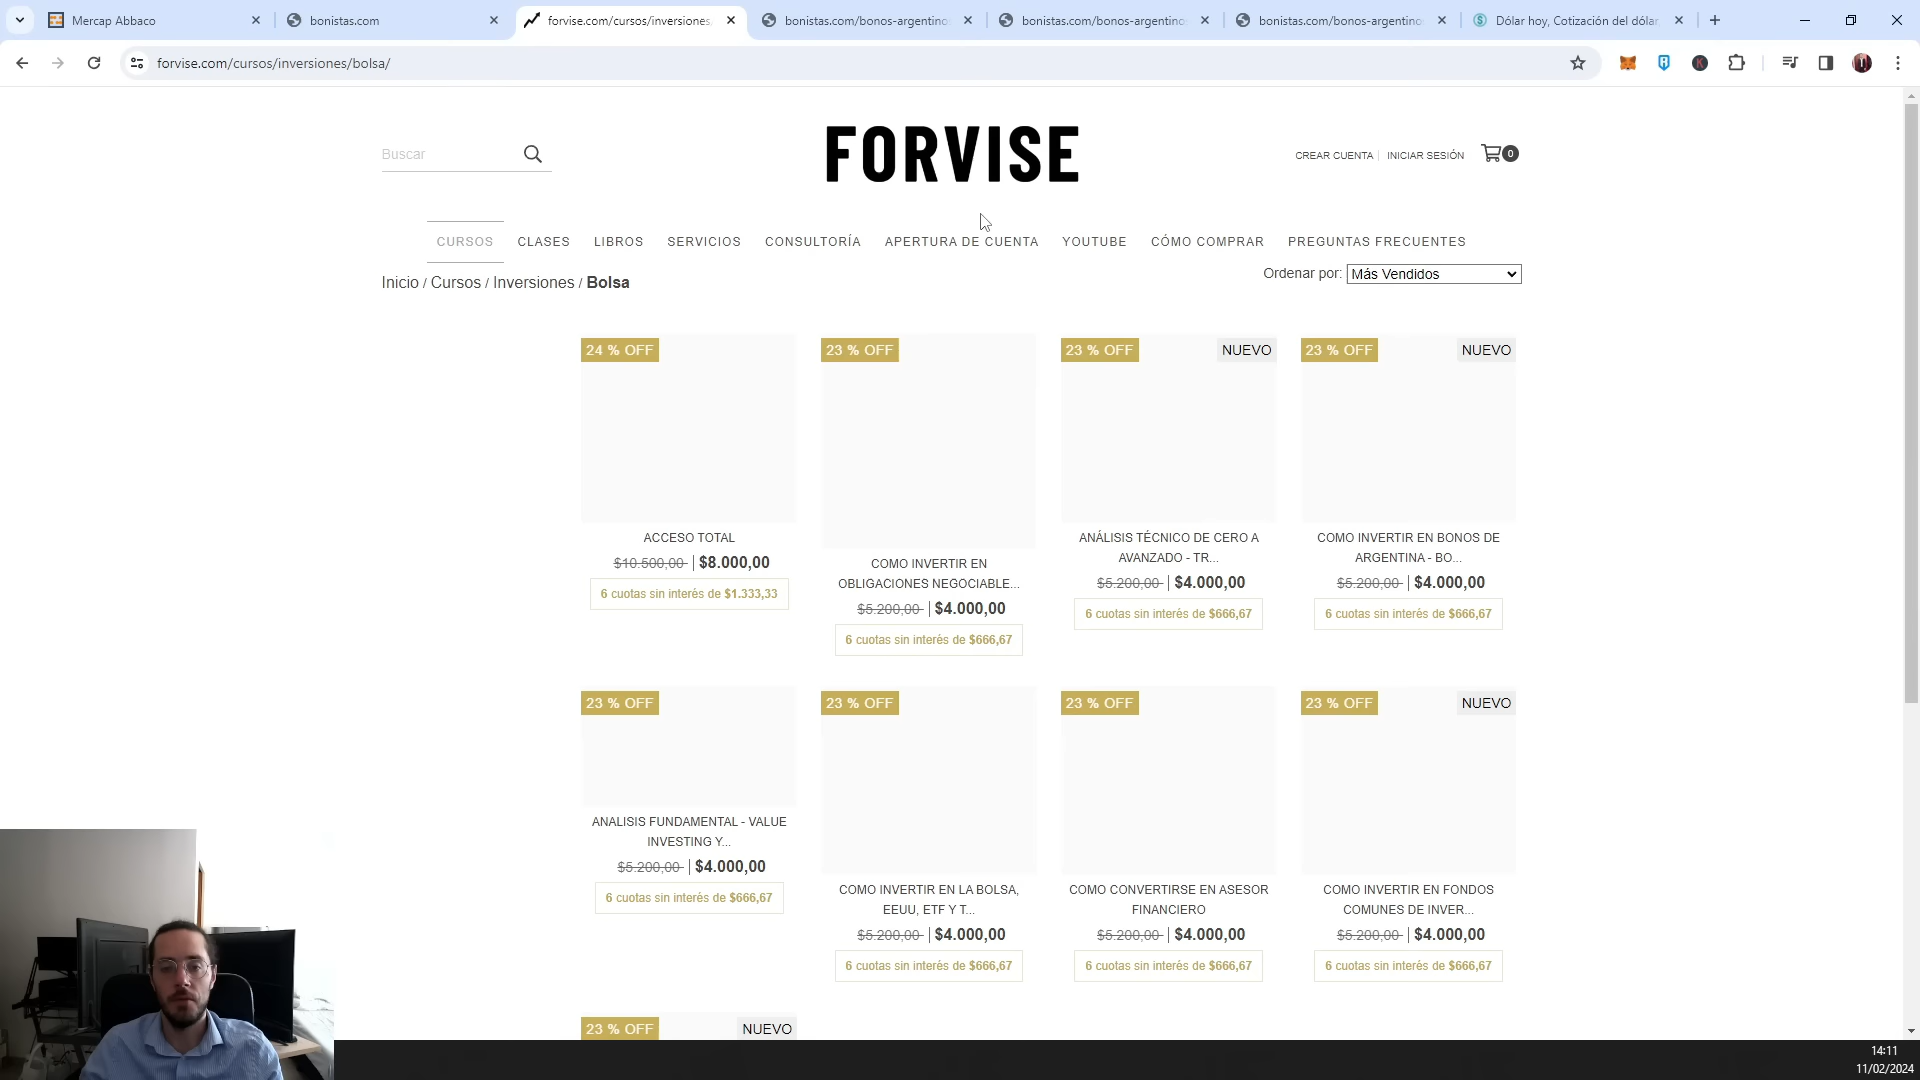 Mercap Abbaco
bonistas.com
forvise.com/cursos/inversiones
bonistas.com/bonos-argentino
bonistas.com/bonos-argentino
bonistas.com/bonos-argentino
Dólar hoy, Cotización del dólar
forvise.com/cursos/inversiones/bolsa/
Buscar
FORVISE
CREAR CUENTA | INICIAR SESIÓN
0
CURSOS
CLASES
LIBROS
SERVICIOS
CONSULTORÍA
APERTURA DE CUENTA
YOUTUBE
CÓMO COMPRAR
PREGUNTAS FRECUENTES
Inicio / Cursos / Inversiones / Bolsa
Ordenar por: Más Vendidos
24 % OFF
ACCESO TOTAL
$10.500,00 | $8.000,00
6 cuotas sin interés de $1.333,33
23 % OFF
COMO INVERTIR EN
OBLIGACIONES NEGOCIABLE...
$5.200,00 | $4.000,00
6 cuotas sin interés de $666,67
23 % OFF
NUEVO
ANÁLISIS TÉCNICO DE CERO A
AVANZADO - TR...
$5.200,00 | $4.000,00
6 cuotas sin interés de $666,67
23 % OFF
NUEVO
COMO INVERTIR EN BONOS DE
ARGENTINA - BO...
$5.200,00 | $4.000,00
6 cuotas sin interés de $666,67
23 % OFF
ANALISIS FUNDAMENTAL - VALUE
INVESTING Y...
$5.200,00 | $4.000,00
6 cuotas sin interés de $666,67
23 % OFF
COMO INVERTIR EN LA BOLSA,
EEUU, ETF Y T...
$5.200,00 | $4.000,00
6 cuotas sin interés de $666,67
23 % OFF
COMO CONVERTIRSE EN ASESOR
FINANCIERO
$5.200,00 | $4.000,00
6 cuotas sin interés de $666,67
23 % OFF
NUEVO
COMO INVERTIR EN FONDOS
COMUNES DE INVER...
$5.200,00 | $4.000,00
6 cuotas sin interés de $666,67
23 % OFF
NUEVO
14:11
11/02/2024